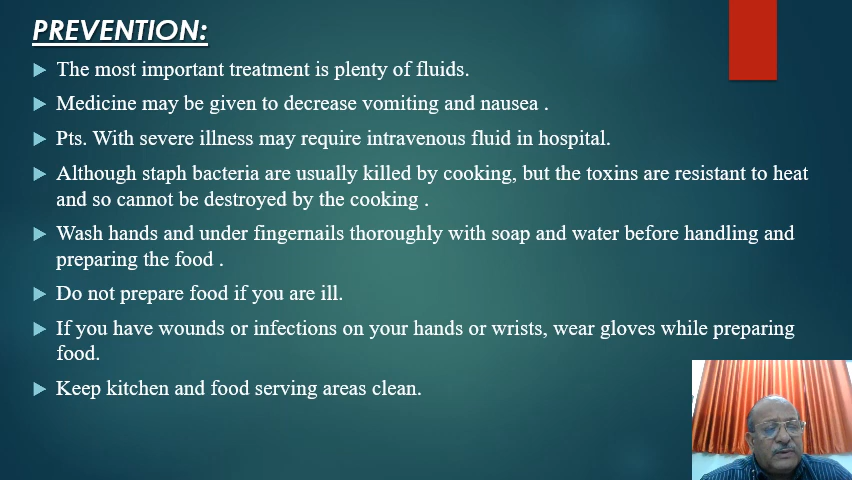 PREVENTION:
The most important treatment is plenty of fluids.
Medicine may be given to decrease vomiting and nausea .
Pts. With severe illness may require intravenous fluid in hospital.
Although staph bacteria are usually killed by cooking, but the toxins are resistant to heat
and so cannot be destroyed by the cooking .
Wash hands and under fingernails thoroughly with soap and water before handling and
preparing the food .
Do not prepare food if you are ill.
If you have wounds or infections on your hands or wrists, wear gloves while preparing
food.
Keep kitchen and food serving areas clean.